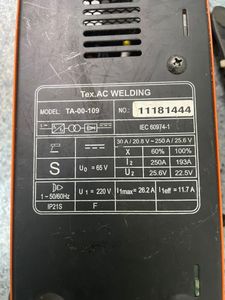 Tex.AC WELDING
MODEL: TA-00-109 NO.: 11181444
IEC 60974-1
30 A / 20.8 V ~ 250 A / 25.6 V
X 60% 100%
S U0 = 65 V I2 250A 193A
U2 25.6V 22.5V
1~50/60Hz U1 = 220 V I1max= 26.2 A I1eff = 11.7 A
IP21S F